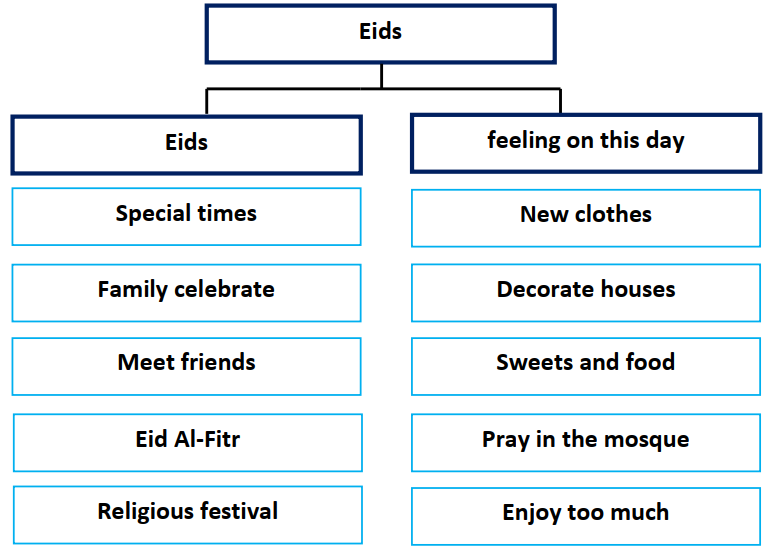 Eids
Eids
Special times
Family celebrate
Meet friends
Eid Al-Fitr
Religious festival
feeling on this day
New clothes
Decorate houses
Sweets and food
Pray in the mosque
Enjoy too much